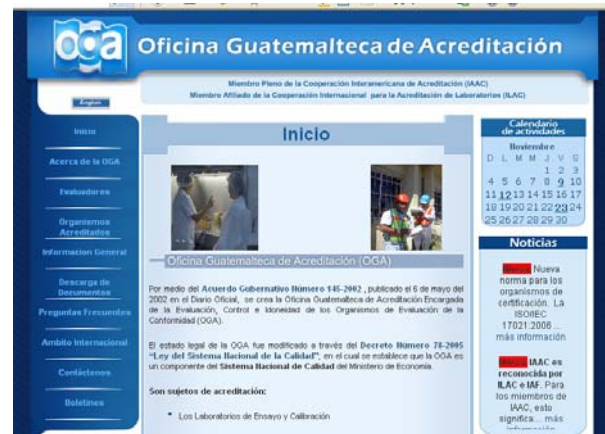 oga
Oficina Guatemalteca de Acreditación
Miembro Pleno de la Cooperación Interamericana de Acreditación (IAAC)
Miembro Afiliado de la Cooperación Internacional para la Acreditación de Laboratorios (ILAC)
English
Inicio
Acerca de la OGA
Evaluadores
Organismos
Acreditados
Informacion General
Descarga de
Documentos
Preguntas Frecuentes
Ambito Internacional
Contáctenos
Boletines
Inicio
Oficina Guatemalteca de Acreditación (OGA)
Por medio del Acuerdo Gubernativo Número 145-2002 , publicado el 6 de mayo del
2002 en el Diario Oficial, se crea la Oficina Guatemalteca de Acreditación Encargada
de la Evaluación, Control e Idoneidad de los Organismos de Evaluación de la
Conformidad (OGA).
El estado legal de la OGA fue modificado a través del Decreto Número 78-2005
"Ley del Sistema Nacional de la Calidad"; en el cual se establece que la OGA es
un componente del Sistema Nacional de Calidad del Ministerio de Economía.
Son sujetos de acreditación:
Los Laboratorios de Ensayo y Calibración
Calendario
de actividades
Noviembre
D L M M J V S
1 2 3
4 5 6 7 8 9 10
11 12 13 14 15 16 17
18 19 20 21 22 23 24
25 26 27 28 29 30
Noticias
Nueva
norma para los
organismos de
certificación. LA
ISO/IEC
17021:2006 ...
más información
IAAC es
reconocida por
ILAC e IAF. Para
los miembros de
IAAC, esto
significa... más